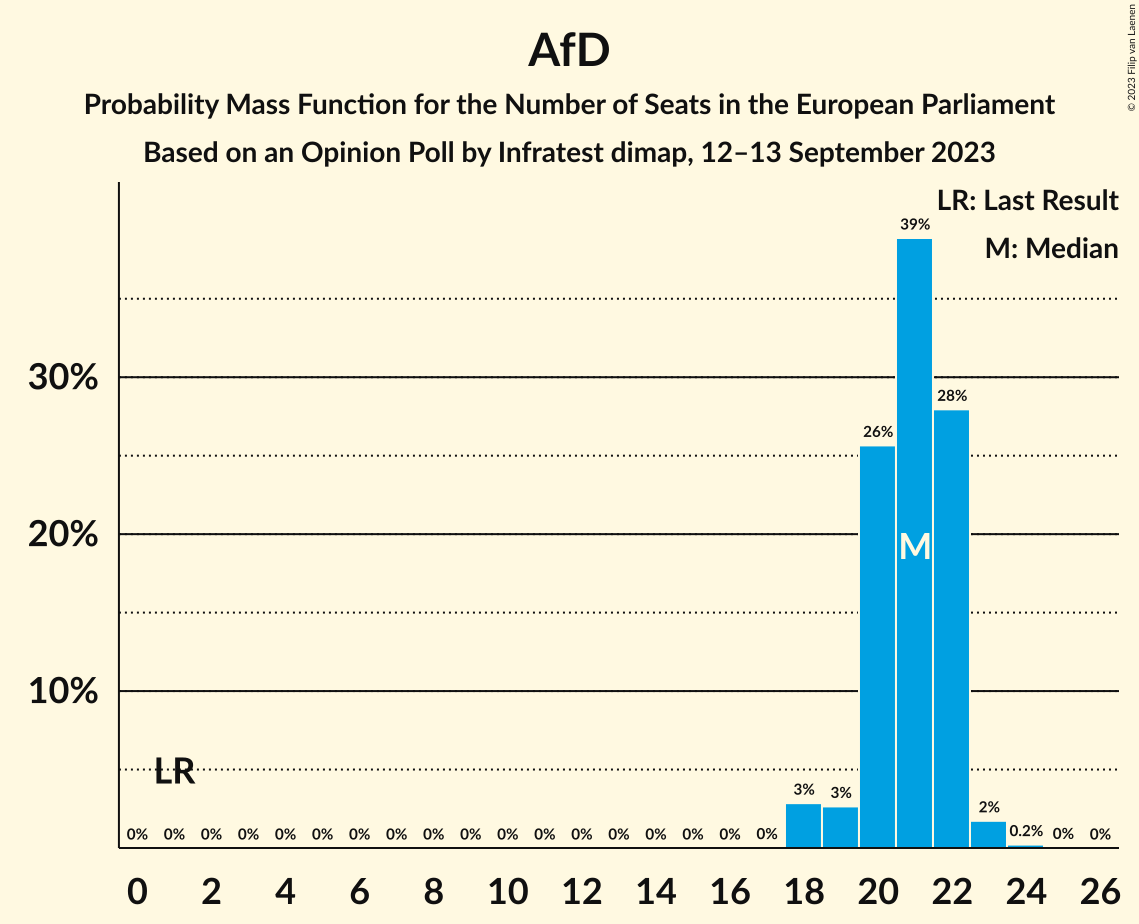 AfD
Probability Mass Function for the Number of Seats in the European Parliament
Based on an Opinion Poll by Infratest dimap, 12–13 September 2023
© 2023 Filip van Laenen
LR: Last Result
M: Median
39%
30%
28%
26%
20%
M
10%
LR
3%
3%
2%
0% 0% 0% 0% 0% 0% 0% 0% 0% 0% 0% 0% 0% 0% 0% 0% 0% 0% 0.2% 0% 0%
0 2 4 6 8 10 12 14 16 18 20 22 24 26